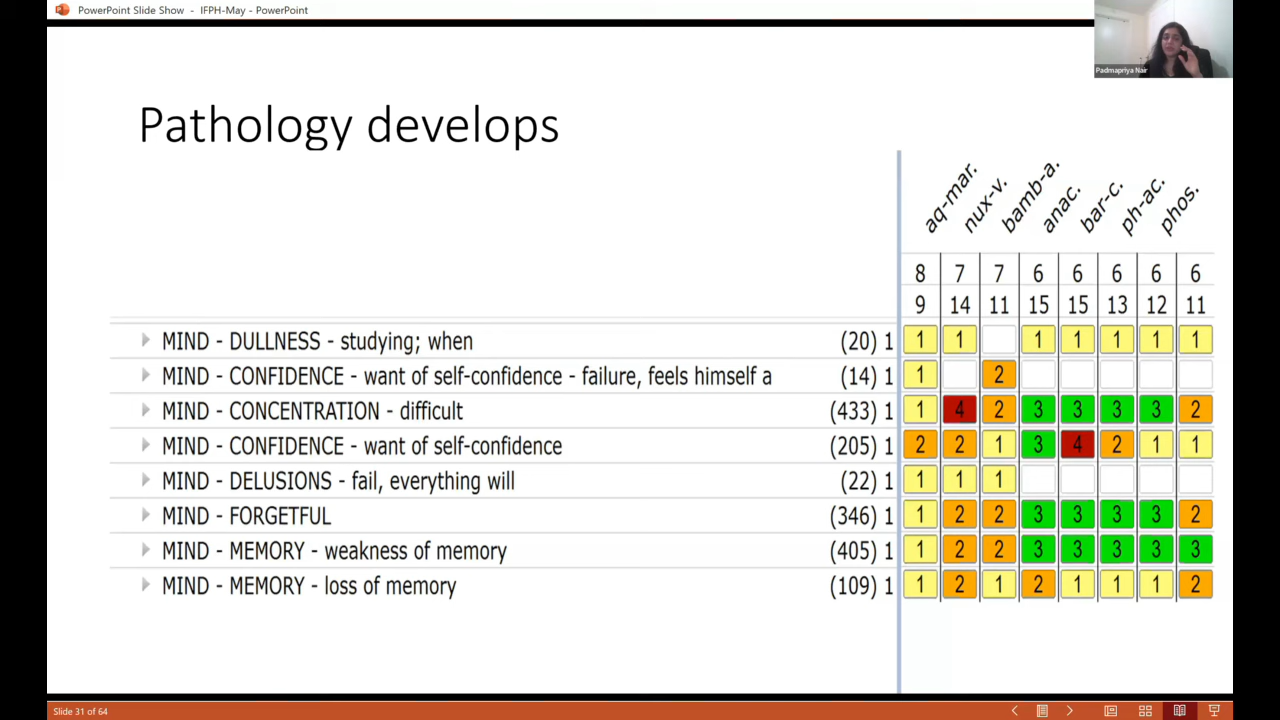 PowerPoint Slide Show - IFPH-May - PowerPoint
Padmapriya Nair
Pathology develops
aq-mar. nux-v. bamb-a. anac. bar-c. ph-ac. phos.
8 7 7 6 6 6 6 6
9 14 11 15 15 13 12 11
MIND - DULLNESS - studying; when (20) 1 1 1 1 1 1 1 1
MIND - CONFIDENCE - want of self-confidence - failure, feels himself a (14) 1 1 2
MIND - CONCENTRATION - difficult (433) 1 1 4 2 3 3 3 3 2
MIND - CONFIDENCE - want of self-confidence (205) 1 2 2 1 3 4 2 1 1
MIND - DELUSIONS - fail, everything will (22) 1 1 1 1
MIND - FORGETFUL (346) 1 1 2 2 3 3 3 3 2
MIND - MEMORY - weakness of memory (405) 1 1 2 2 3 3 3 3 3
MIND - MEMORY - loss of memory (109) 1 1 2 1 2 1 1 1 2
Slide 31 of 64